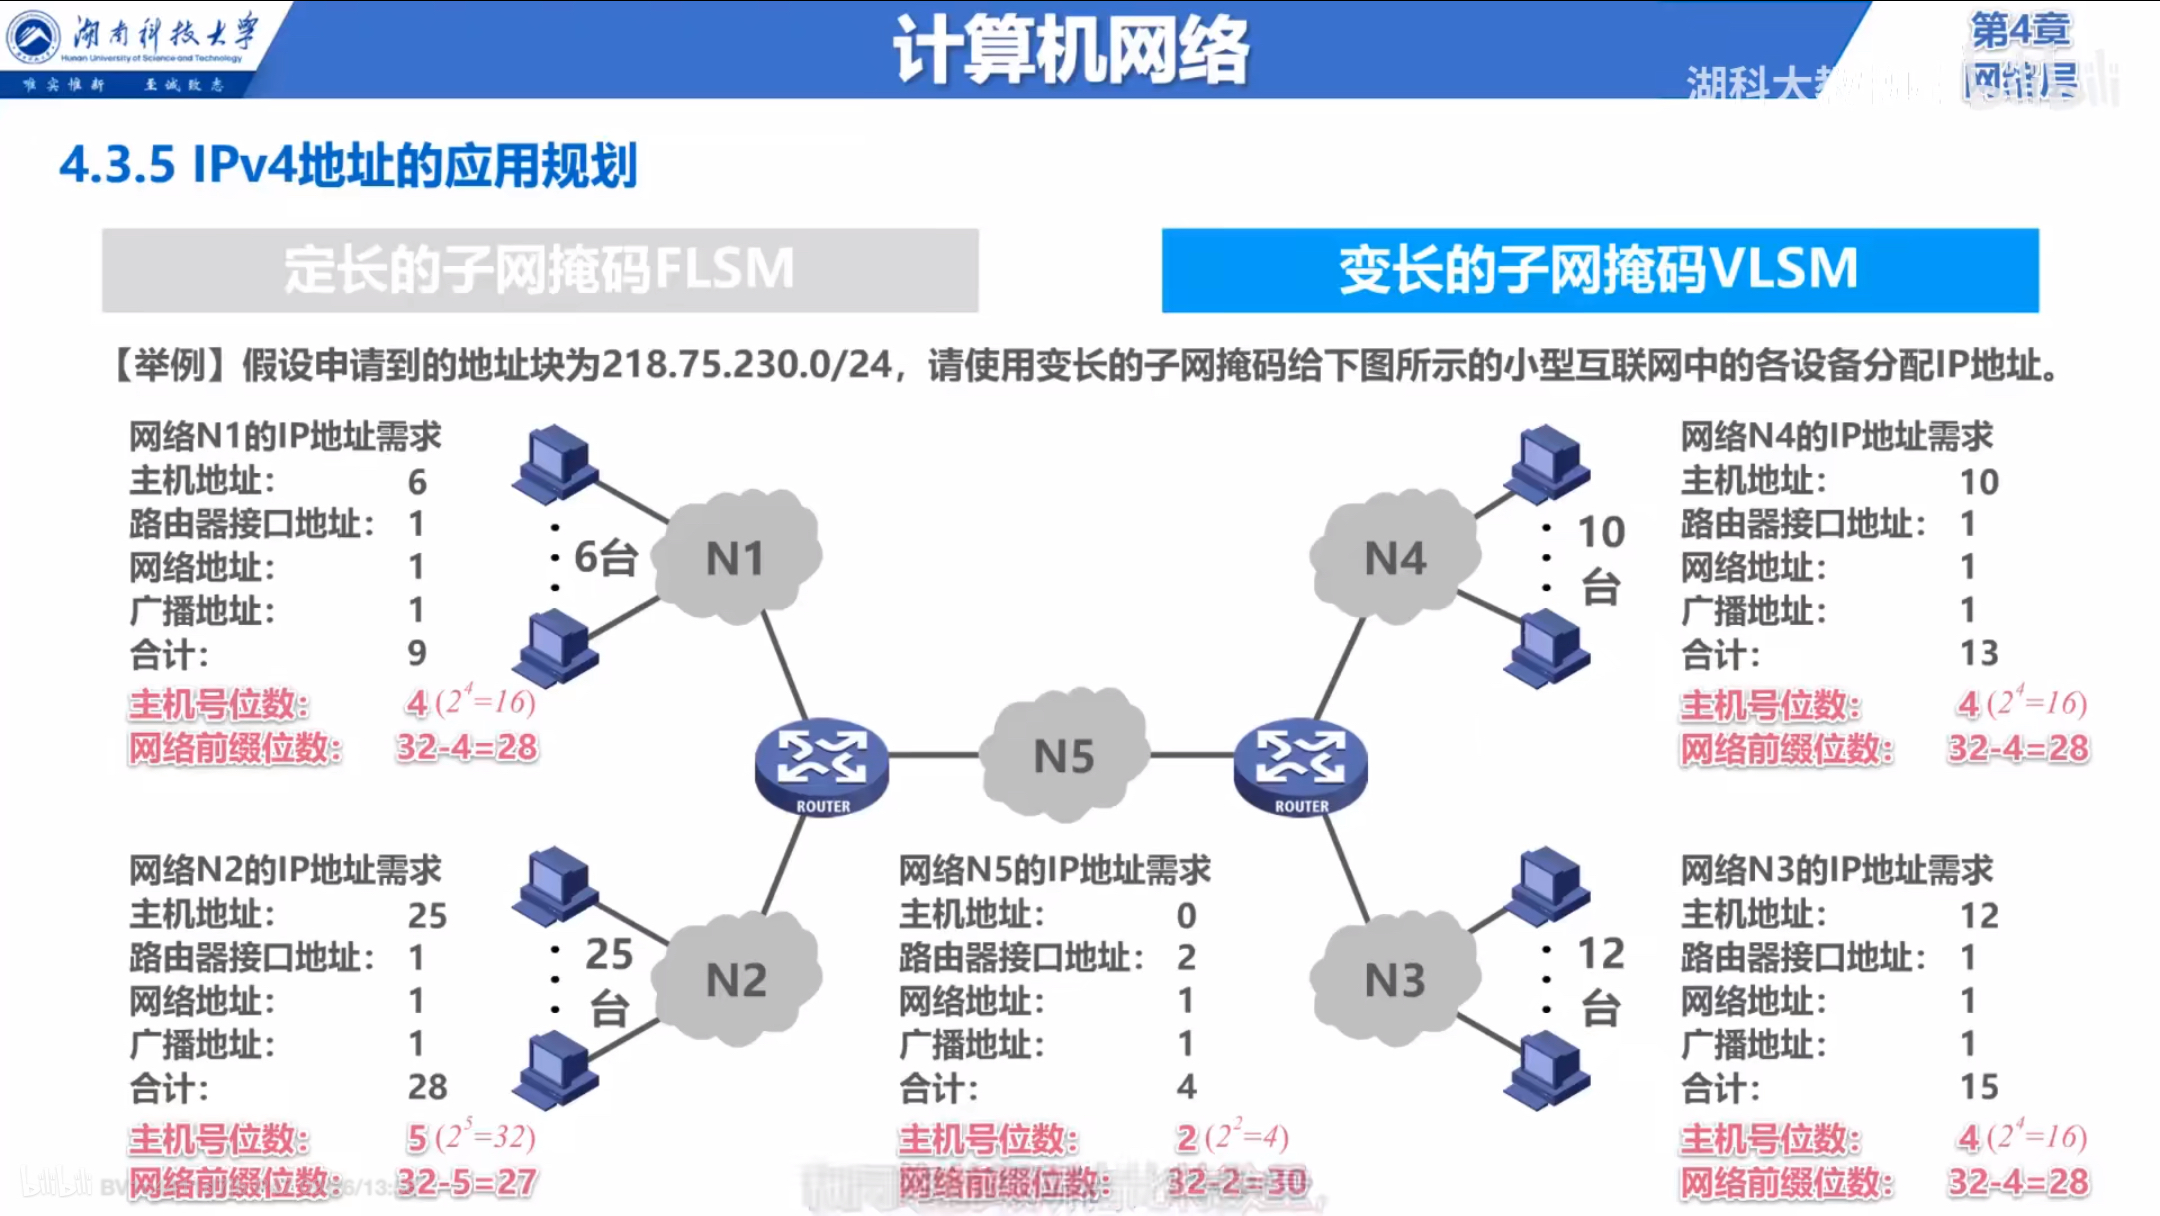 湖南科技大学
Hunan University of Science and Technology
唯实惟新 至诚致志
计算机网络
第4章
网络层
湖科大教
4.3.5 IPv4地址的应用规划
定长的子网掩码FLSM
变长的子网掩码VLSM
【举例】假设申请到的地址块为218.75.230.0/24，请使用变长的子网掩码给下图所示的小型互联网中的各设备分配IP地址。
网络N1的IP地址需求
主机地址： 6
路由器接口地址： 1
网络地址： 1
广播地址： 1
合计： 9
主机号位数： 4 (2^4=16)
网络前缀位数： 32-4=28
6台
N1
N4
10
台
网络N4的IP地址需求
主机地址： 10
路由器接口地址： 1
网络地址： 1
广播地址： 1
合计： 13
主机号位数： 4 (2^4=16)
网络前缀位数： 32-4=28
ROUTER
N5
ROUTER
网络N2的IP地址需求
主机地址： 25
路由器接口地址： 1
网络地址： 1
广播地址： 1
合计： 28
主机号位数： 5 (2^5=32)
网络前缀位数： 32-5=27
25
台
N2
网络N5的IP地址需求
主机地址： 0
路由器接口地址： 2
网络地址： 1
广播地址： 1
合计： 4
主机号位数： 2 (2^2=4)
网络前缀位数： 32-2=30
N3
12
台
网络N3的IP地址需求
主机地址： 12
路由器接口地址： 1
网络地址： 1
广播地址： 1
合计： 15
主机号位数： 4 (2^4=16)
网络前缀位数： 32-4=28
bilibili